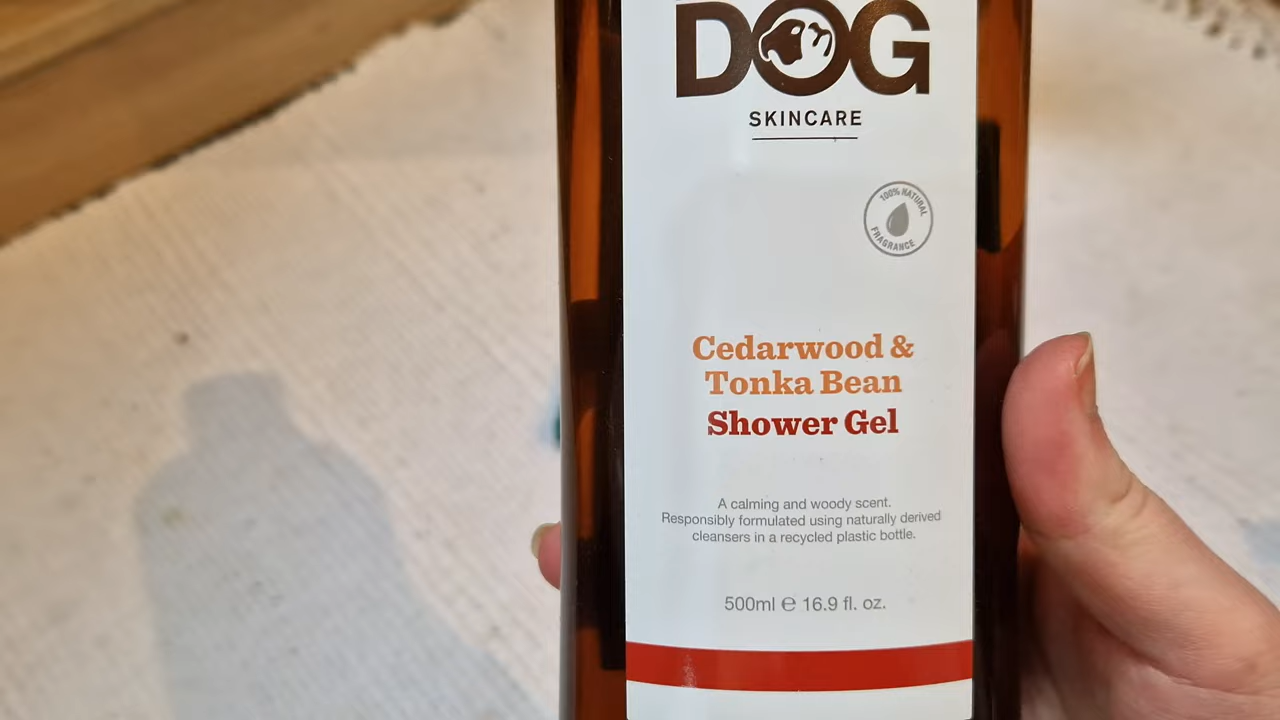 DOG
SKINCARE
100% NATURAL
FRAGRANCE
Cedarwood &
Tonka Bean
Shower Gel
A calming and woody scent.
Responsibly formulated using naturally derived
cleansers in a recycled plastic bottle.
500ml ℮ 16.9 fl. oz.